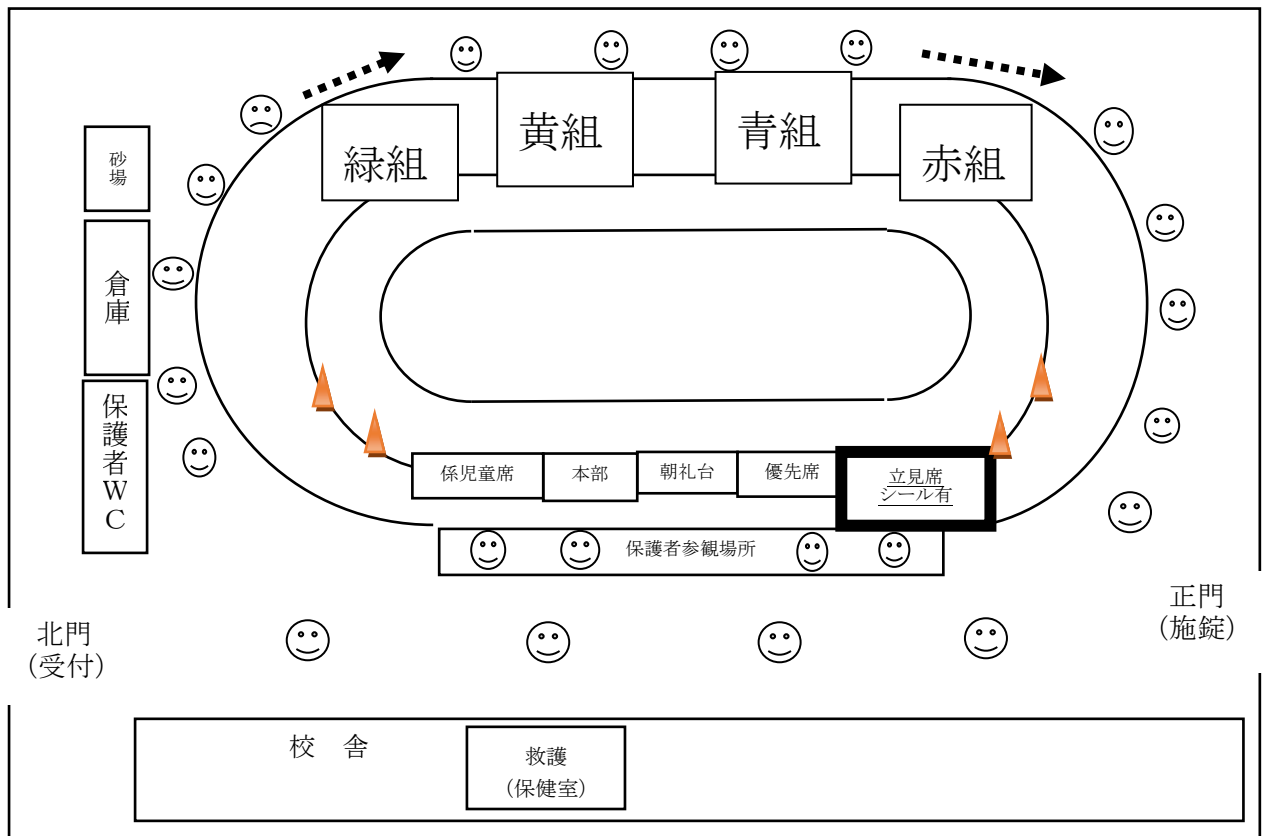 緑組
黄組
青組
赤組
砂場
倉庫
保護者WC
係児童席
本部
朝礼台
優先席
立見席
シール有
保護者参観場所
北門
(受付)
正門
(施錠)
校 舎
救護
(保健室)